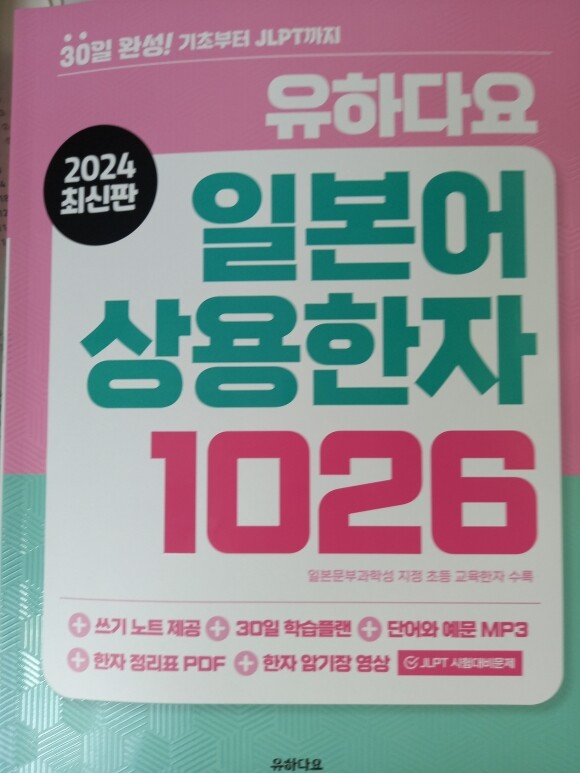 30일 완성! 기초부터 JLPT까지
유하다요
2024
최신판
일본어
상용한자
1026
일본문부과학성 지정 초등 교육한자 수록
쓰기 노트 제공 30일 학습플랜 단어와 예문 MP3
한자 정리표 PDF 한자 암기장 영상 JLPT 시험대비문제
유하다요